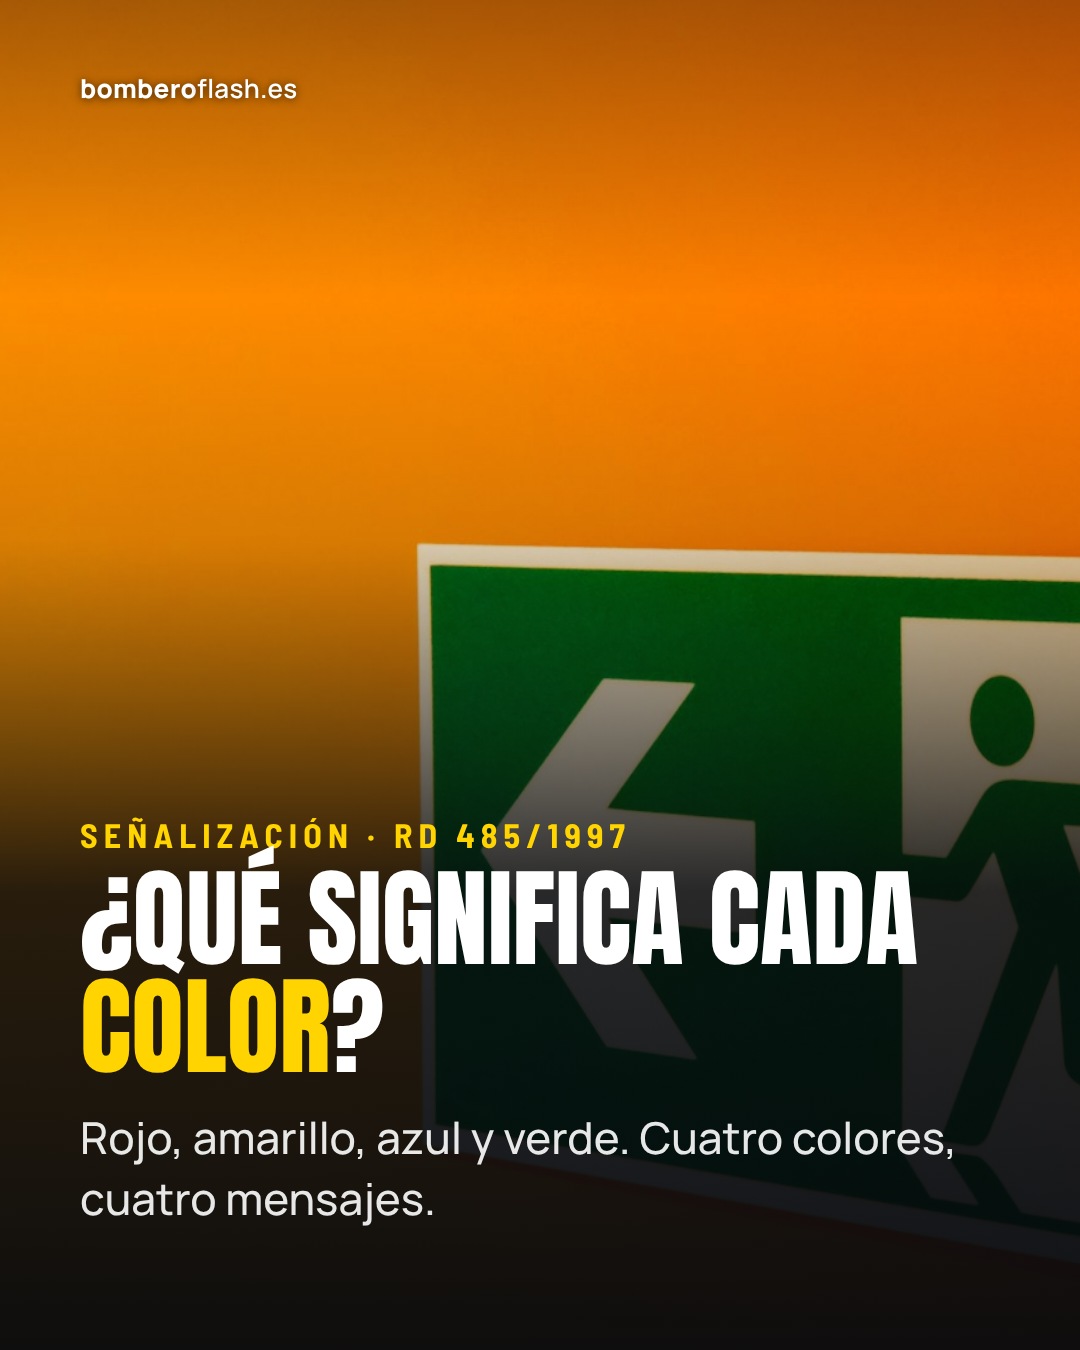 bomberoflash.es
SEÑALIZACIÓN · RD 485/1997
¿QUÉ SIGNIFICA CADA
COLOR?
Rojo, amarillo, azul y verde. Cuatro colores,
cuatro mensajes.